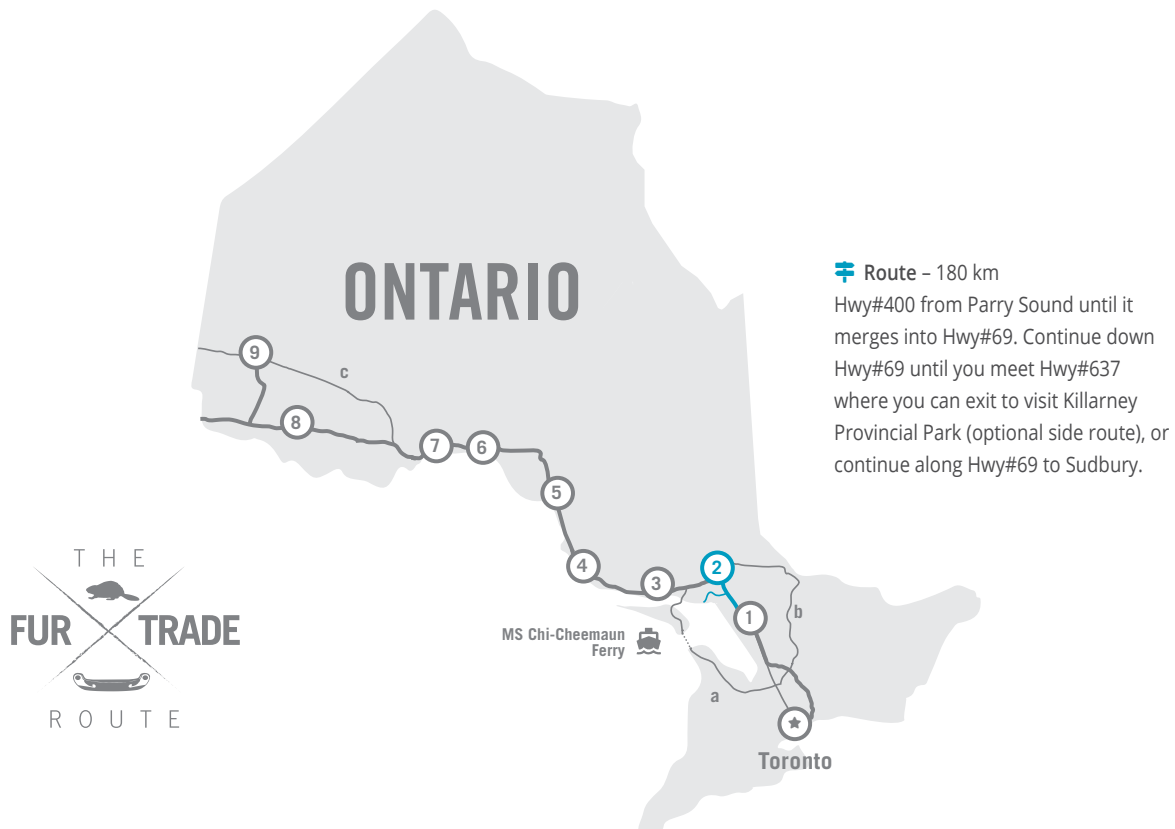 ONTARIO
Route – 180 km
Hwy#400 from Parry Sound until it
merges into Hwy#69. Continue down
Hwy#69 until you meet Hwy#637
where you can exit to visit Killarney
Provincial Park (optional side route), or
continue along Hwy#69 to Sudbury.
9
c
8
7
6
5
4
3
2
1
b
a
MS Chi-Cheemaun
Ferry
Toronto
THE
FUR TRADE
ROUTE